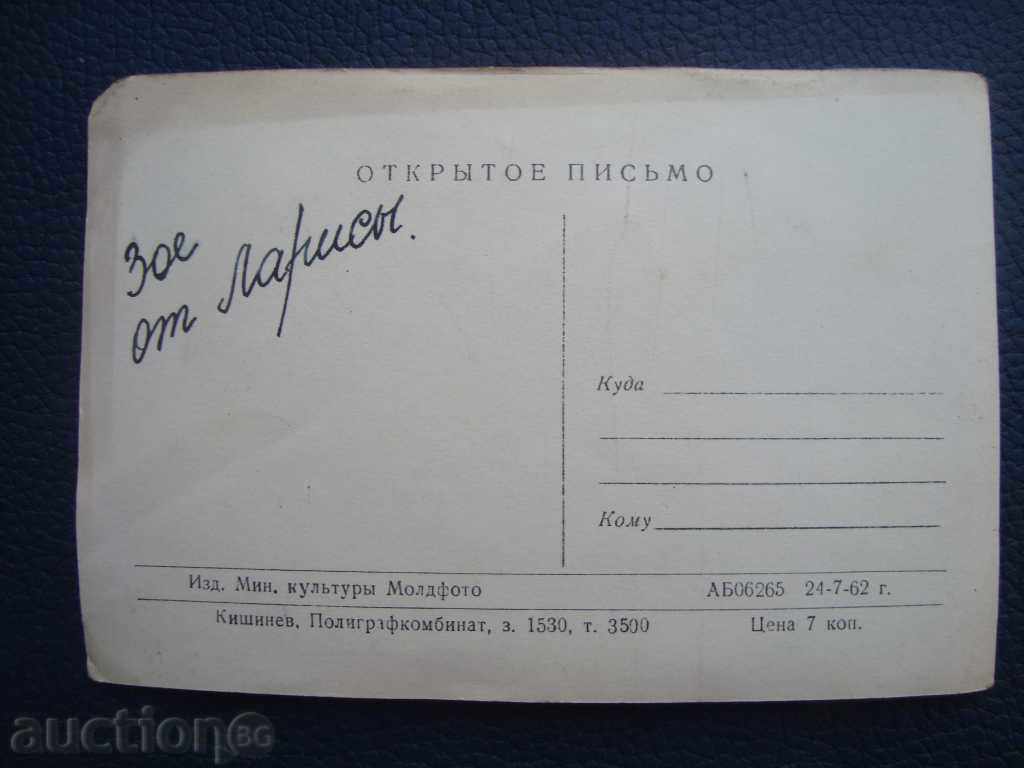 ОТКРЫТОЕ ПИСЬМО
Зое
от Ларисы.
Куда
Кому
Изд. Мин. культуры Молдфото АБ06265 24-7-62 г.
Кишинев, Полиграфкомбинат, з. 1530, т. 3500 Цена 7 коп.
auction BG